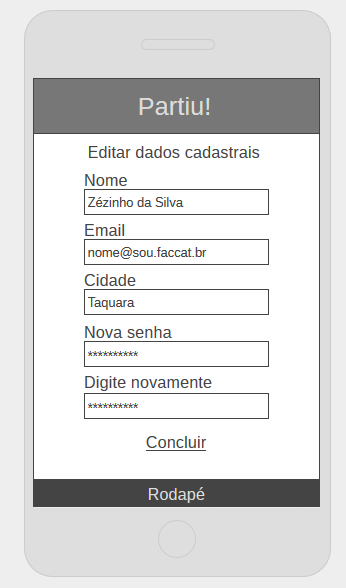 Partiu!
Editar dados cadastrais
Nome
Zézinho da Silva
Email
nome@sou.faccat.br
Cidade
Taquara
Nova senha
**********
Digite novamente
**********
Concluir
Rodapé